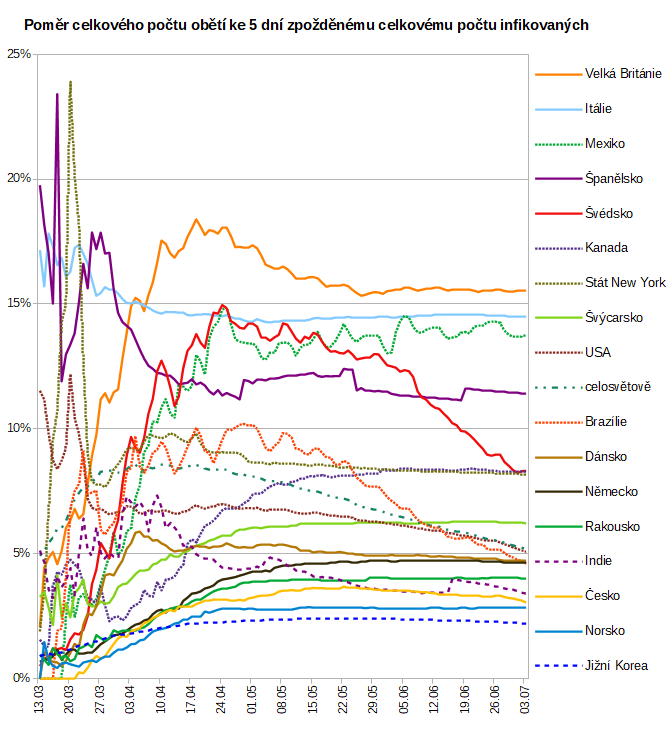 Poměr celkového počtu obětí ke 5 dní zpožděnému celkovému počtu infikovaných
25%
20%
15%
10%
5%
0%
Velká Británie
Itálie
Mexiko
Španělsko
Švédsko
Kanada
Stát New York
Švýcarsko
USA
celosvětově
Brazílie
Dánsko
Německo
Rakousko
Indie
Česko
Norsko
Jižní Korea
13.03
20.03
27.03
03.04
10.04
17.04
24.04
01.05
08.05
15.05
22.05
29.05
05.06
12.06
19.06
26.06
03.07